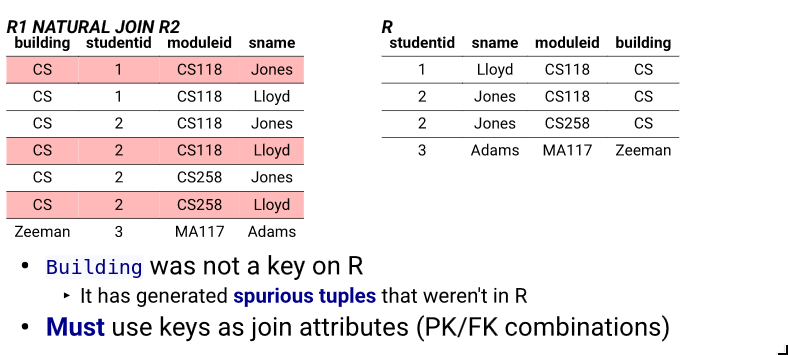 R1 NATURAL JOIN R2
building studentid moduleid sname
CS 1 CS118 Jones
CS 1 CS118 Lloyd
CS 2 CS118 Jones
CS 2 CS118 Lloyd
CS 2 CS258 Jones
CS 2 CS258 Lloyd
Zeeman 3 MA117 Adams
R
studentid sname moduleid building
1 Lloyd CS118 CS
2 Jones CS118 CS
2 Jones CS258 CS
3 Adams MA117 Zeeman
• Building was not a key on R
‣ It has generated spurious tuples that weren't in R
• Must use keys as join attributes (PK/FK combinations)